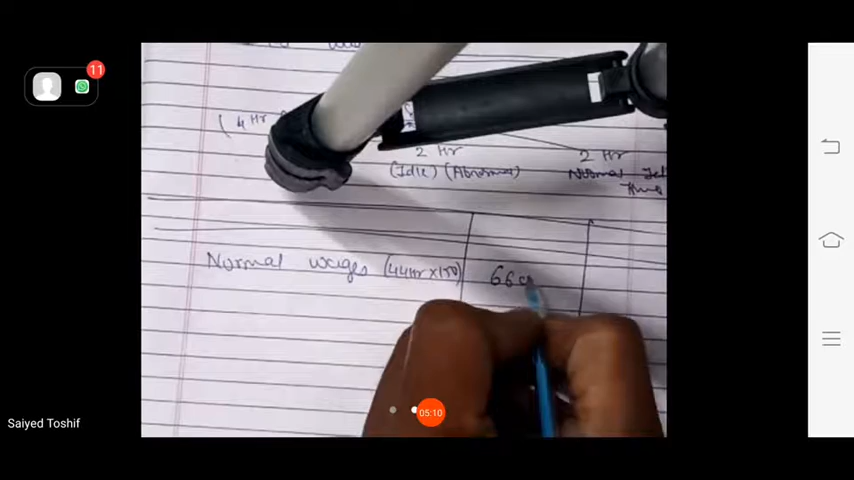 11
( 4 Hr
2 Hr
2 Hr
(Idle) (Abnormal)
Normal Idle
Time
Normal wages (44Hr×150)
660
Saiyed Toshif
05:10